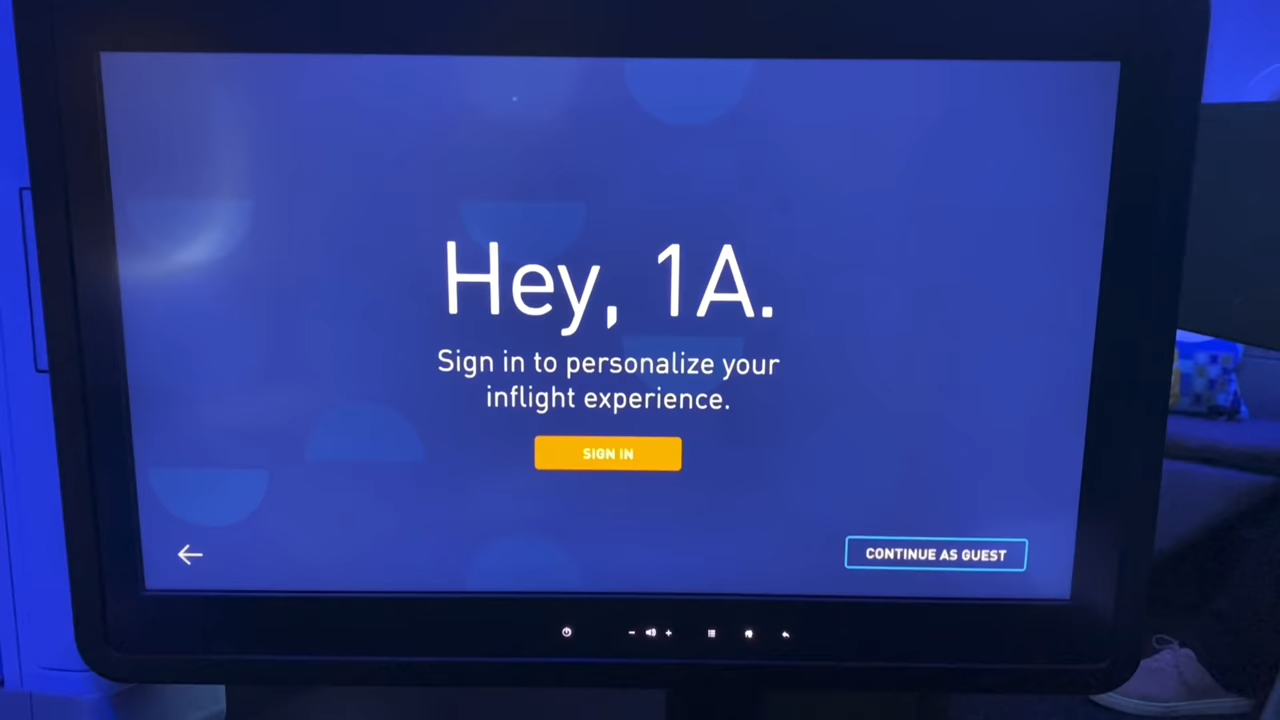 Hey, 1A.
Sign in to personalize your
inflight experience.
SIGN IN
CONTINUE AS GUEST